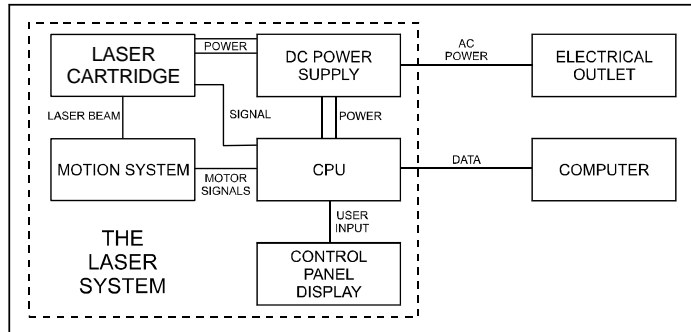 LASER
CARTRIDGE
POWER
DC POWER
SUPPLY
AC
POWER
ELECTRICAL
OUTLET
LASER BEAM
SIGNAL
POWER
MOTION SYSTEM
MOTOR
SIGNALS
CPU
DATA
COMPUTER
USER
INPUT
THE
LASER
SYSTEM
CONTROL
PANEL
DISPLAY